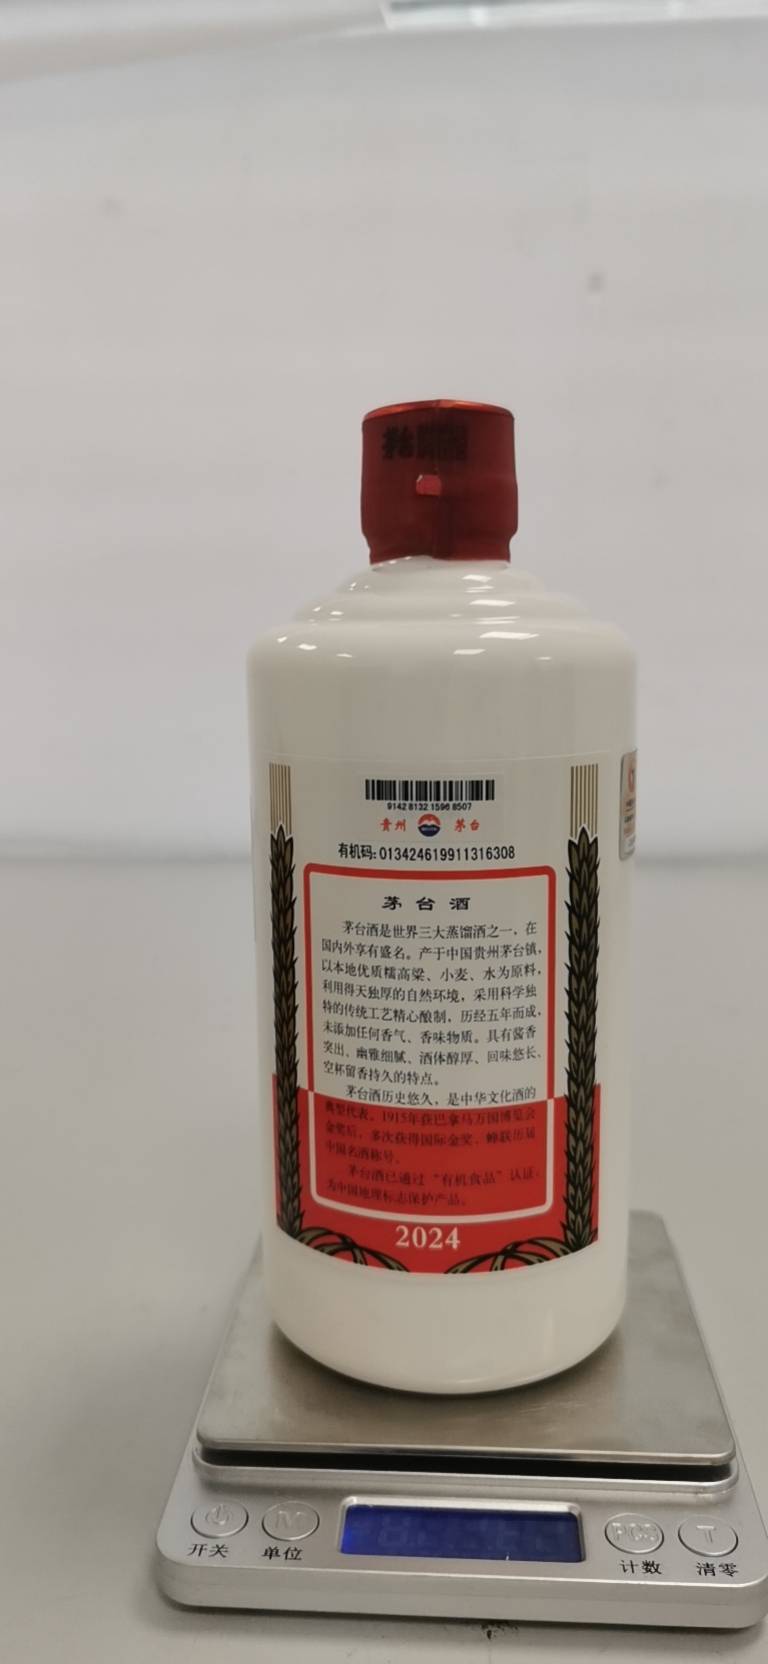 茅台
9142 8132 1596 8507
贵州 茅台
有机码:013424619911316308
茅台酒
茅台酒是世界三大蒸馏酒之一，在
国内外享有盛名。产于中国贵州茅台镇，
以本地优质糯高粱、小麦、水为原料，
利用得天独厚的自然环境，采用科学独
特的传统工艺精心酿制，历经五年而成，
未添加任何香气、香味物质。具有酱香
突出、幽雅细腻、酒体醇厚、回味悠长、
空杯留香持久的特点。
茅台酒历史悠久，是中华文化酒的
典型代表。1915年获巴拿马万国博览会
金奖后，多次获得国际金奖，蝉联历届
中国名酒称号。
茅台酒已通过“有机食品”认证，
为中国地理标志保护产品。
2024
M PCS T
开关 单位 计数 清零